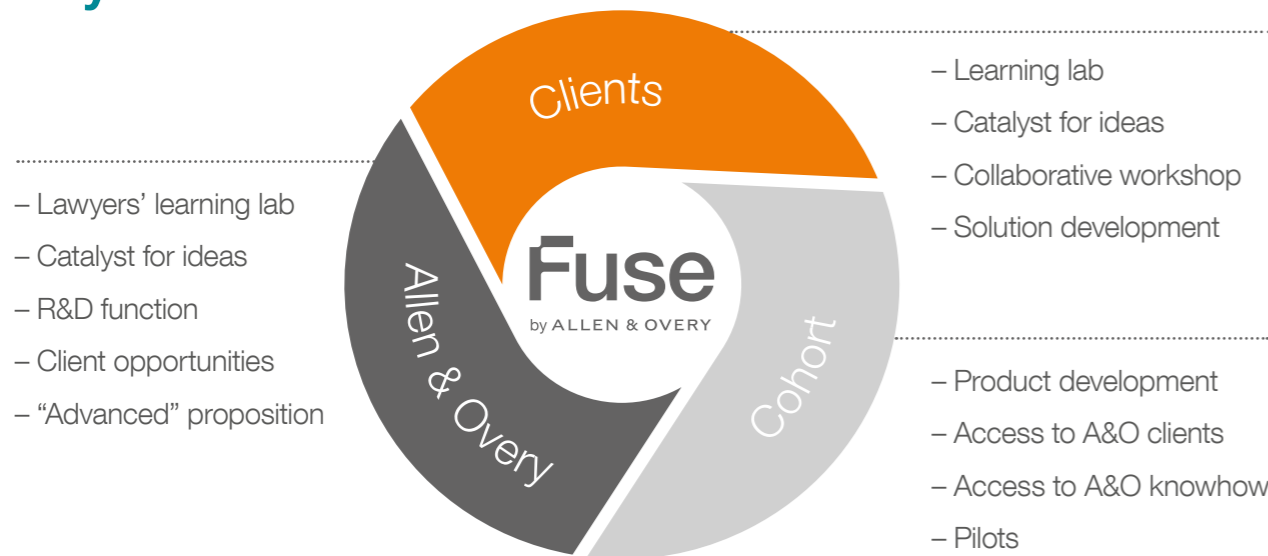 Clients
– Learning lab
– Catalyst for ideas
– Collaborative workshop
– Solution development
– Lawyers’ learning lab
– Catalyst for ideas
– R&D function
– Client opportunities
– “Advanced” proposition
Allen & Overy
Fuse
by ALLEN & OVERY
Cohort
– Product development
– Access to A&O clients
– Access to A&O knowhow
– Pilots